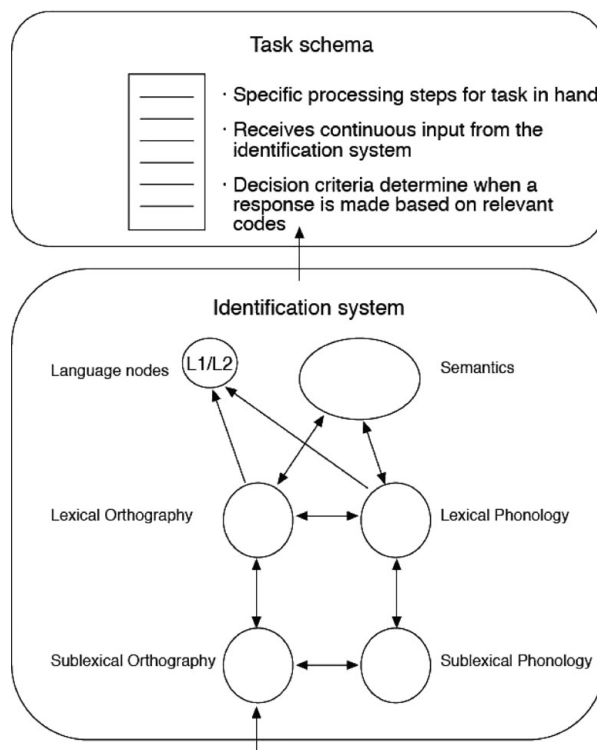 Task schema
· Specific processing steps for task in hand
· Receives continuous input from the
identification system
· Decision criteria determine when a
response is made based on relevant
codes
Identification system
Language nodes
L1/L2
Semantics
Lexical Orthography
Lexical Phonology
Sublexical Orthography
Sublexical Phonology